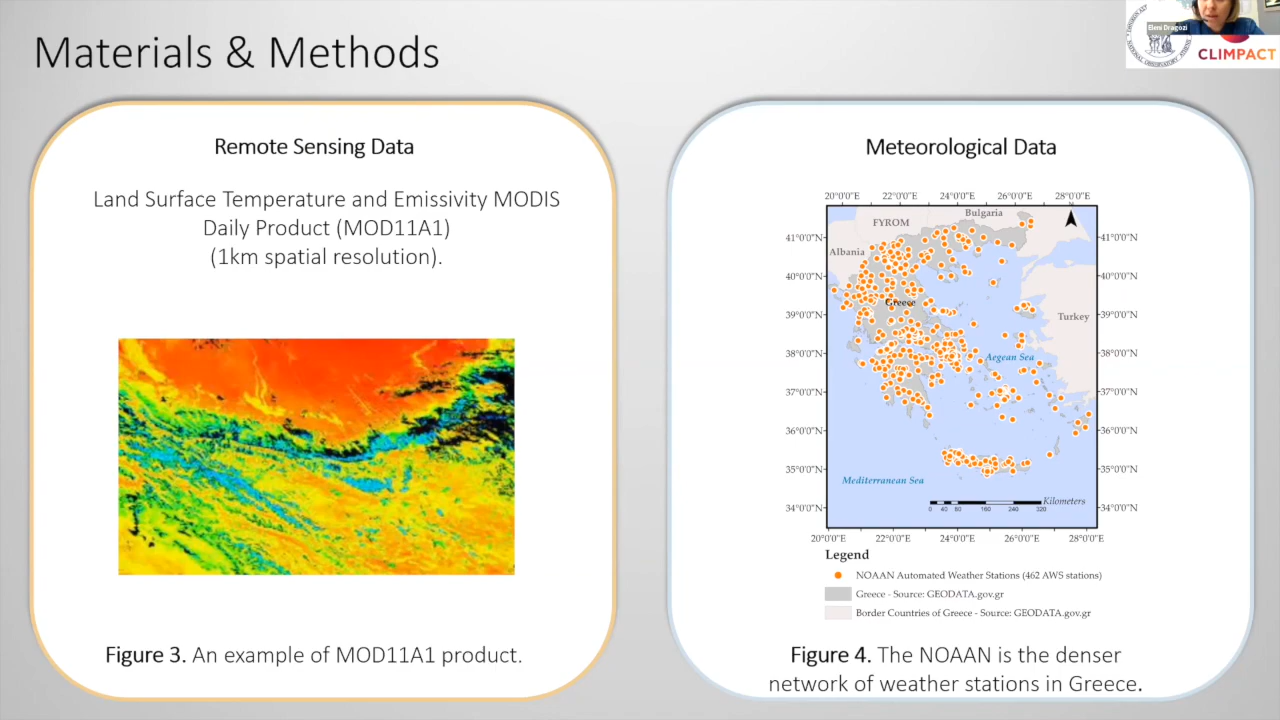 Materials & Methods
Eleni Dragozi
NATIONAL OBSERVATORY ATHENS
CLIMPACT
Remote Sensing Data
Land Surface Temperature and Emissivity MODIS
Daily Product (MOD11A1)
(1km spatial resolution).
Figure 3. An example of MOD11A1 product.
Meteorological Data
20°0'0"E 22°0'0"E 24°0'0"E 26°0'0"E 28°0'0"E
Bulgaria
FYROM
41°0'0"N 41°0'0"N
Albania
40°0'0"N 40°0'0"N
Greece
39°0'0"N 39°0'0"N
Turkey
38°0'0"N 38°0'0"N
Aegean Sea
37°0'0"N 37°0'0"N
36°0'0"N 36°0'0"N
35°0'0"N 35°0'0"N
Mediterranean Sea
Kilometers
34°0'0"N 34°0'0"N
0 40 80 160 240 320
20°0'0"E 22°0'0"E 24°0'0"E 26°0'0"E 28°0'0"E
Legend
NOAAN Automated Weather Stations (462 AWS stations)
Greece - Source: GEODATA.gov.gr
Border Countries of Greece - Source: GEODATA.gov.gr
Figure 4. The NOAAN is the denser
network of weather stations in Greece.